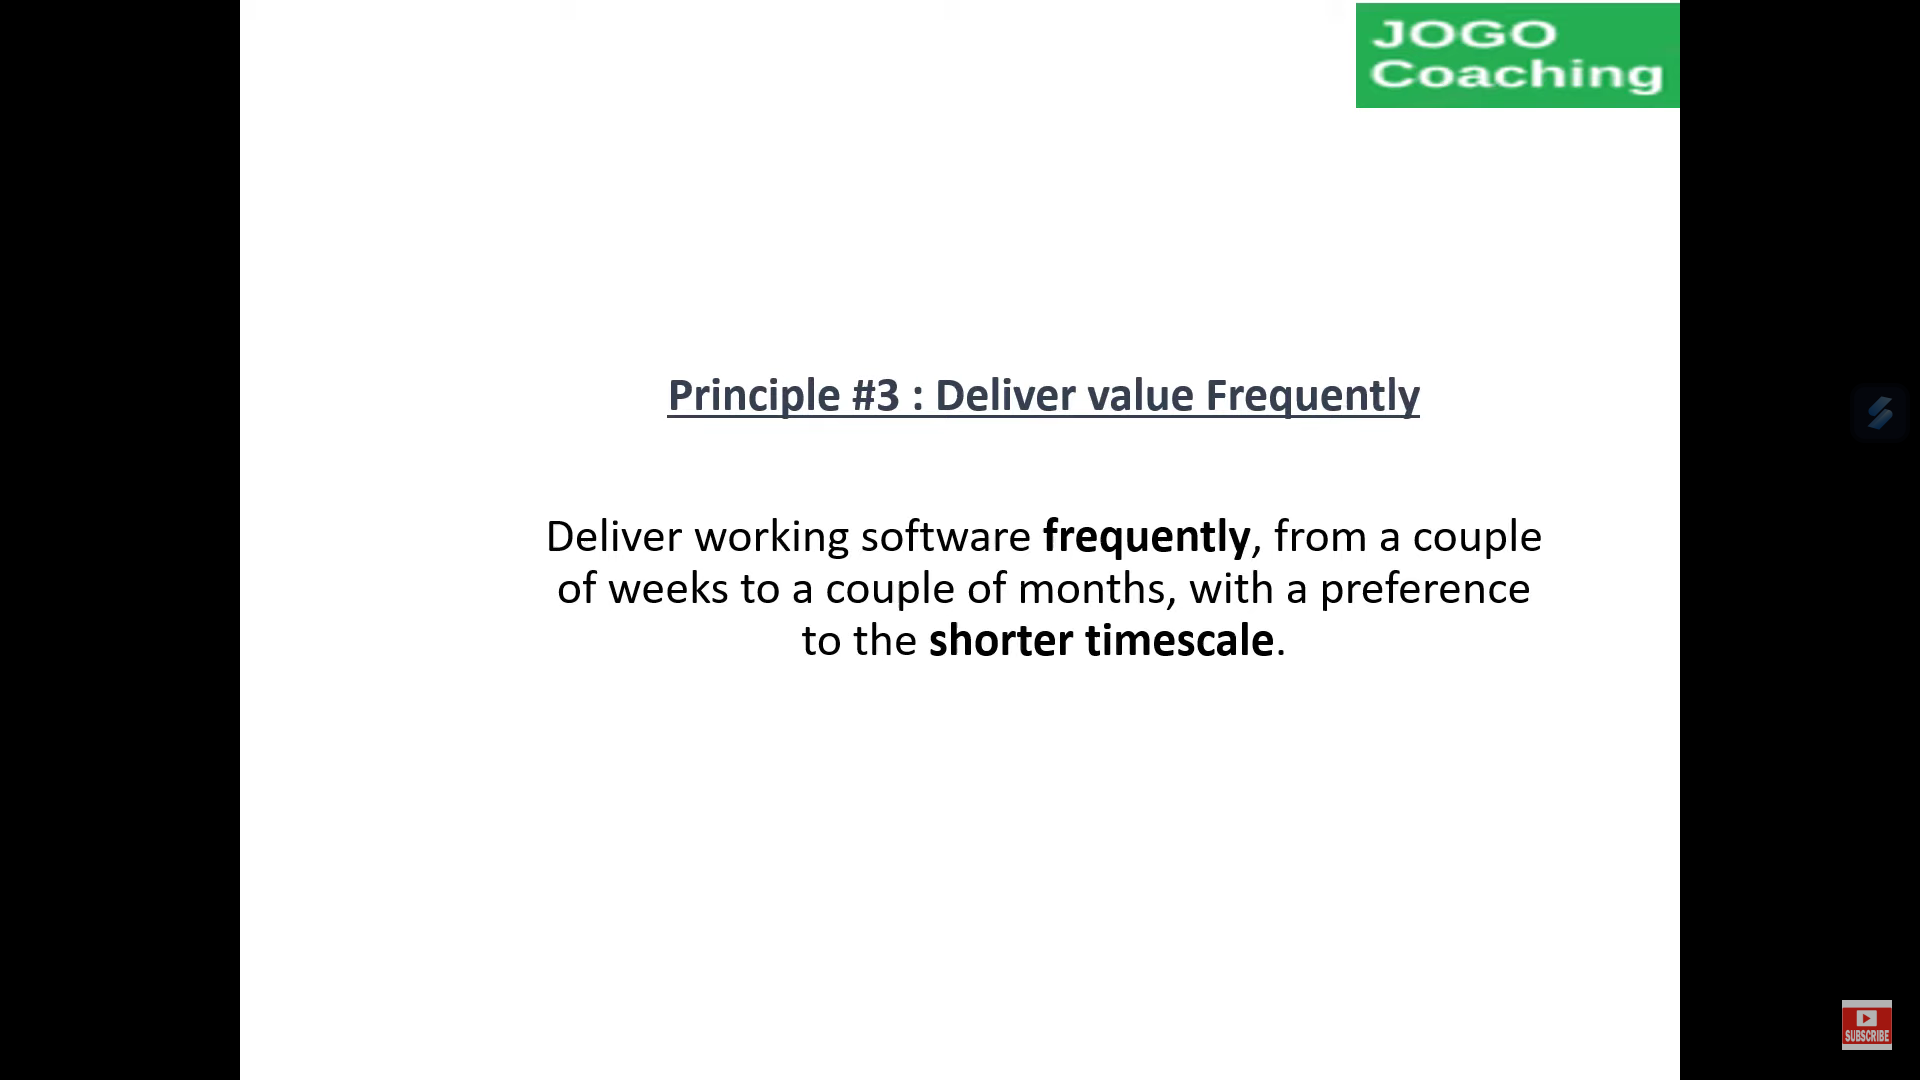 JOGO
Coaching
Principle #3 : Deliver value Frequently
Deliver working software frequently, from a couple
of weeks to a couple of months, with a preference
to the shorter timescale.
SUBSCRIBE